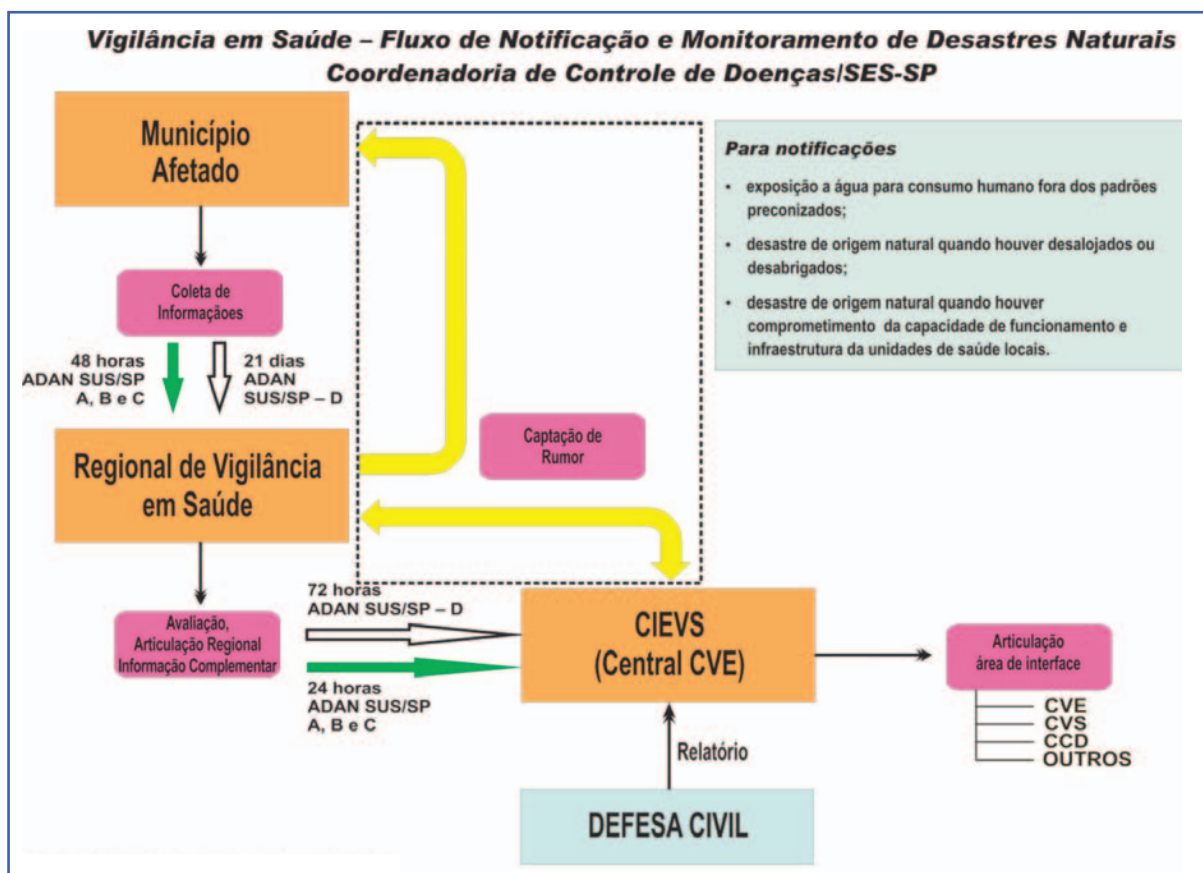 Vigilância em Saúde – Fluxo de Notificação e Monitoramento de Desastres Naturais
Coordenadoria de Controle de Doenças/SES-SP
Município
Afetado
Coleta de
Informaçãoes
48 horas
ADAN SUS/SP
A, B e C
21 dias
ADAN
SUS/SP – D
Regional de Vigilância
em Saúde
Avaliação,
Articulação Regional
Informação Complementar
Captação de
Rumor
Para notificações
• exposição a água para consumo humano fora dos padrões
preconizados;
• desastre de origem natural quando houver desalojados ou
desabrigados;
• desastre de origem natural quando houver
comprometimento da capacidade de funcionamento e
infraestrutura da unidades de saúde locais.
72 horas
ADAN SUS/SP – D
24 horas
ADAN SUS/SP
A, B e C
CIEVS
(Central CVE)
Relatório
DEFESA CIVIL
Articulação
área de interface
CVE
CVS
CCD
OUTROS